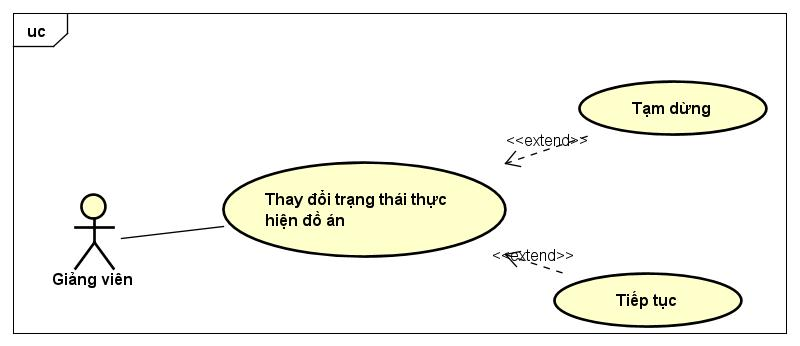 uc
Tạm dừng
<<extend>>
Thay đổi trạng thái thực
hiện đồ án
<<extend>>
Giảng viên
Tiếp tục